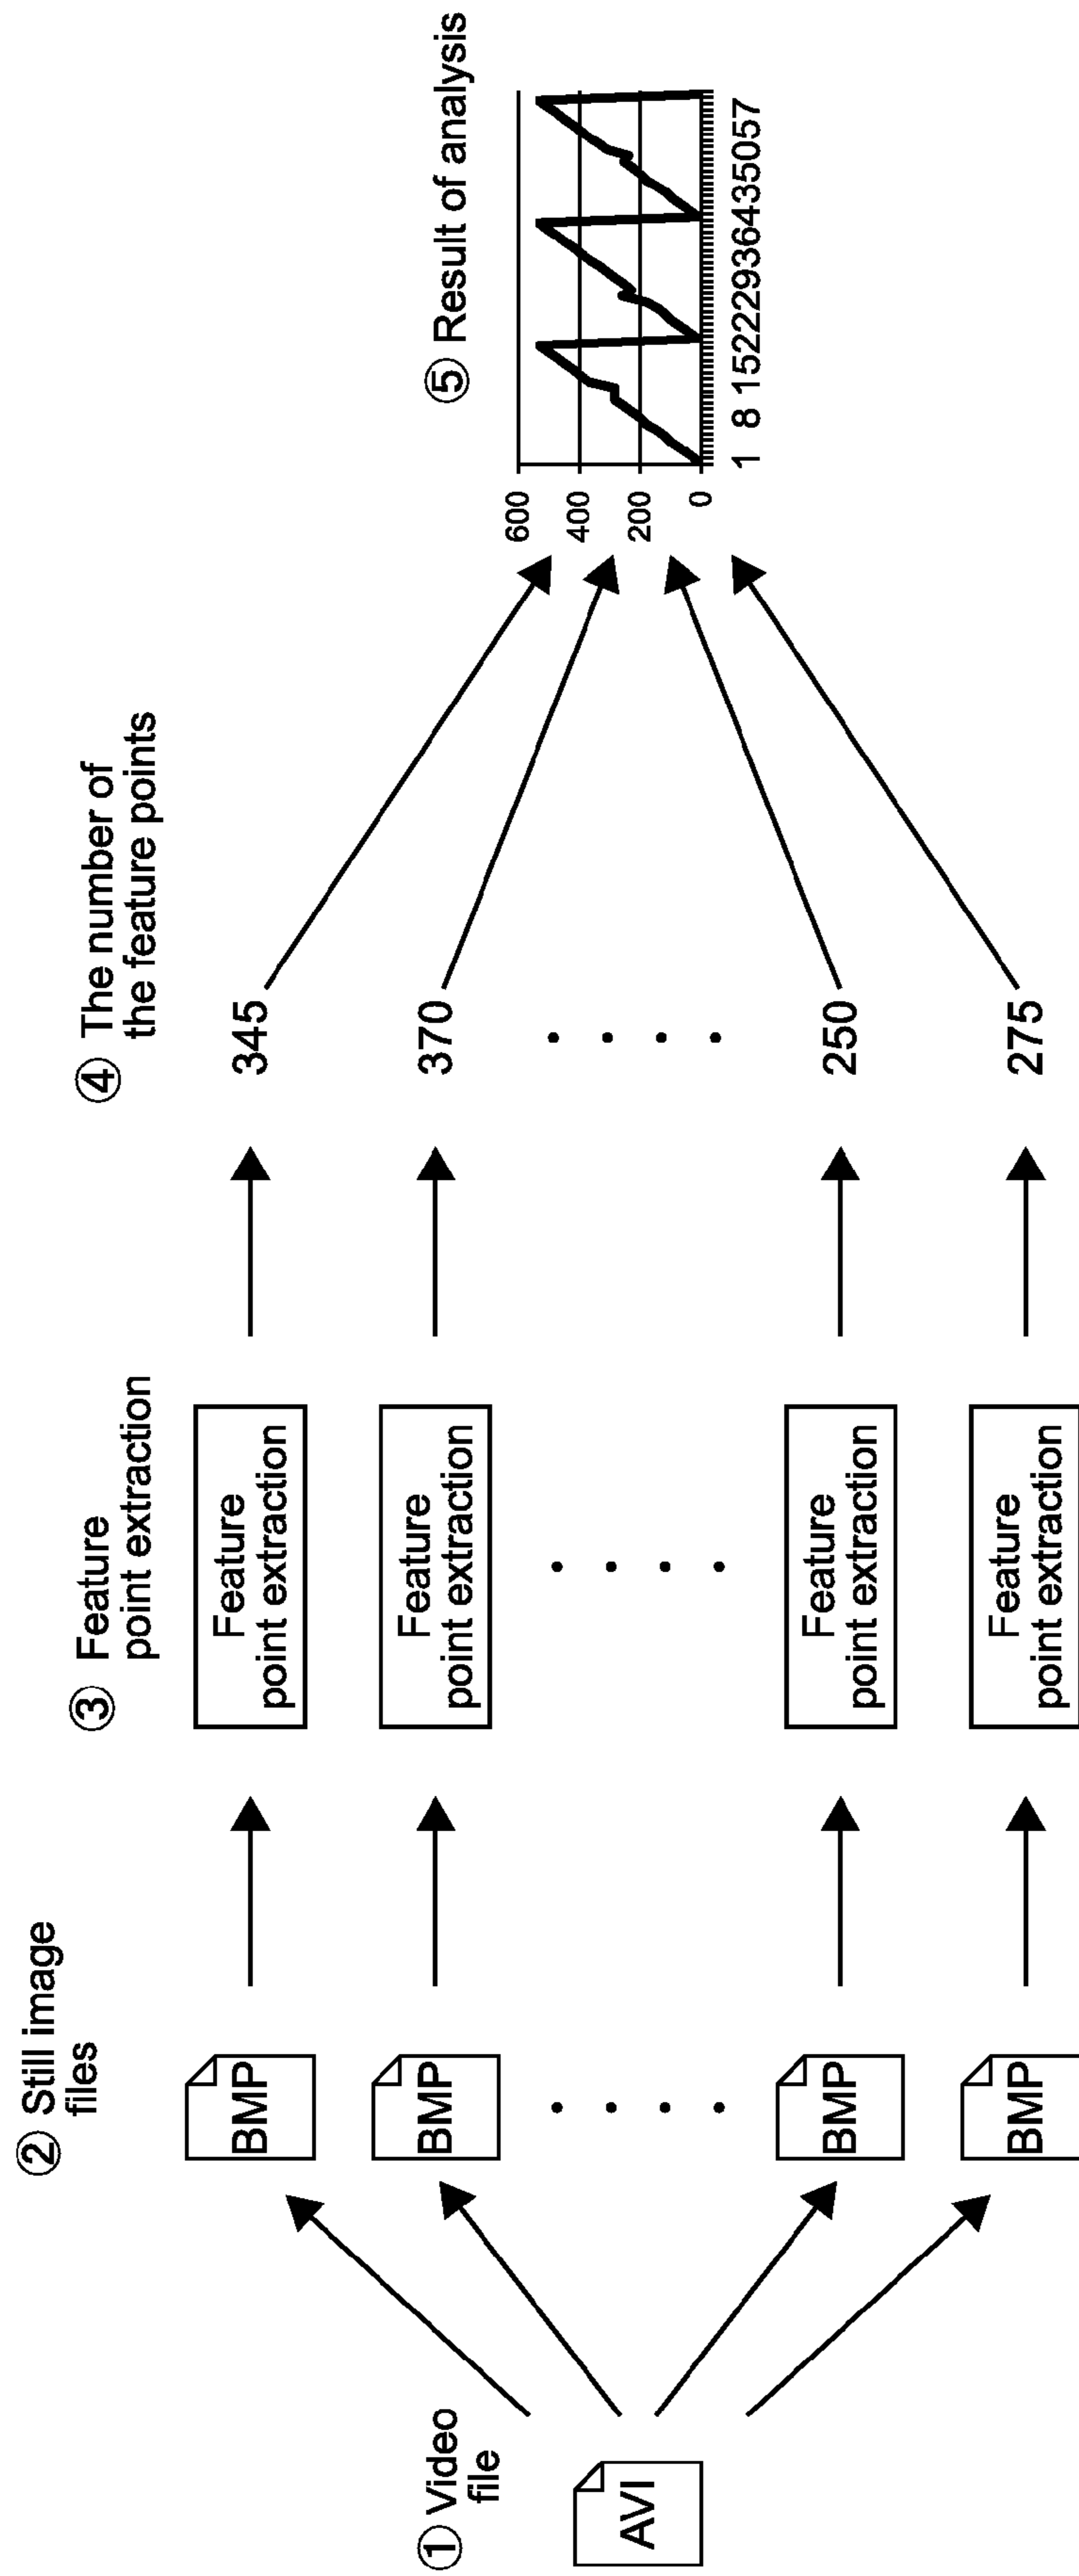 ① Video
file
AVI
② Still image
files
BMP
BMP
BMP
BMP
③ Feature
point extraction
Feature
point extraction
Feature
point extraction
Feature
point extraction
Feature
point extraction
④ The number of
the feature points
345
370
250
275
⑤ Result of analysis
600
400
200
0
1 8 152229364350 57